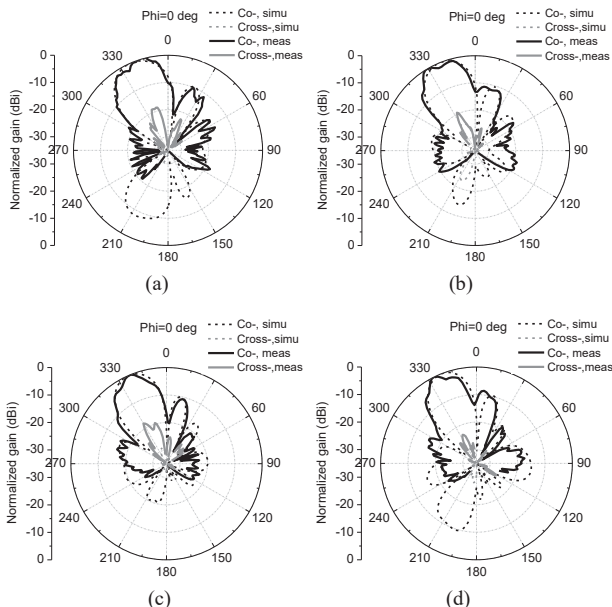 Phi=0 deg
Co-, simu
Cross-,simu
Co-, meas
Cross-,meas
Normalized gain (dBi)
0
-10
-20
-30
-30
-20
-10
0
0
60
90
120
150
180
210
240
270
300
330
(a)
Phi=0 deg
Co-, simu
Cross-,simu
Co-, meas
Cross-,meas
Normalized gain (dBi)
0
-10
-20
-30
-30
-20
-10
0
0
60
90
120
150
180
210
240
270
300
330
(b)
Phi=0 deg
Co-, simu
Cross-,simu
Co-, meas
Cross-,meas
Normalized gain (dBi)
0
-10
-20
-30
-30
-20
-10
0
0
60
90
120
150
180
210
240
270
300
330
(c)
Phi=0 deg
Co-, simu
Cross-,simu
Co-, meas
Cross-,meas
Normalized gain (dBi)
0
-10
-20
-30
-30
-20
-10
0
0
60
90
120
150
180
210
240
270
300
330
(d)